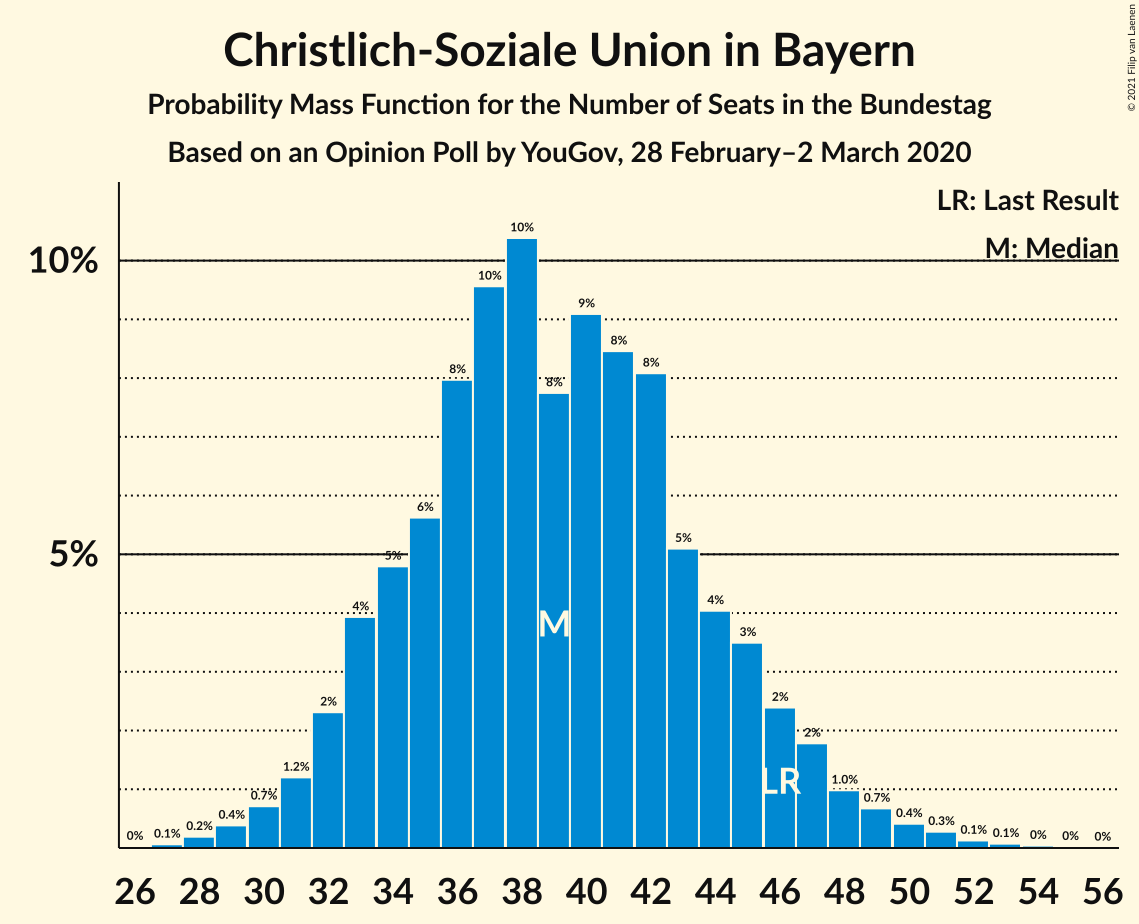 Christlich-Soziale Union in Bayern
Probability Mass Function for the Number of Seats in the Bundestag
Based on an Opinion Poll by YouGov, 28 February–2 March 2020
© 2021 Filip van Laenen
LR: Last Result
M: Median
10%
5%
0% 0.1% 0.2% 0.4% 0.7% 1.2% 2% 4% 5% 6% 8% 10% 10% 8% 9% 8% 8% 5% 4% 3% 2% 2% 1.0% 0.7% 0.4% 0.3% 0.1% 0.1% 0% 0% 0%
M
LR
26 28 30 32 34 36 38 40 42 44 46 48 50 52 54 56